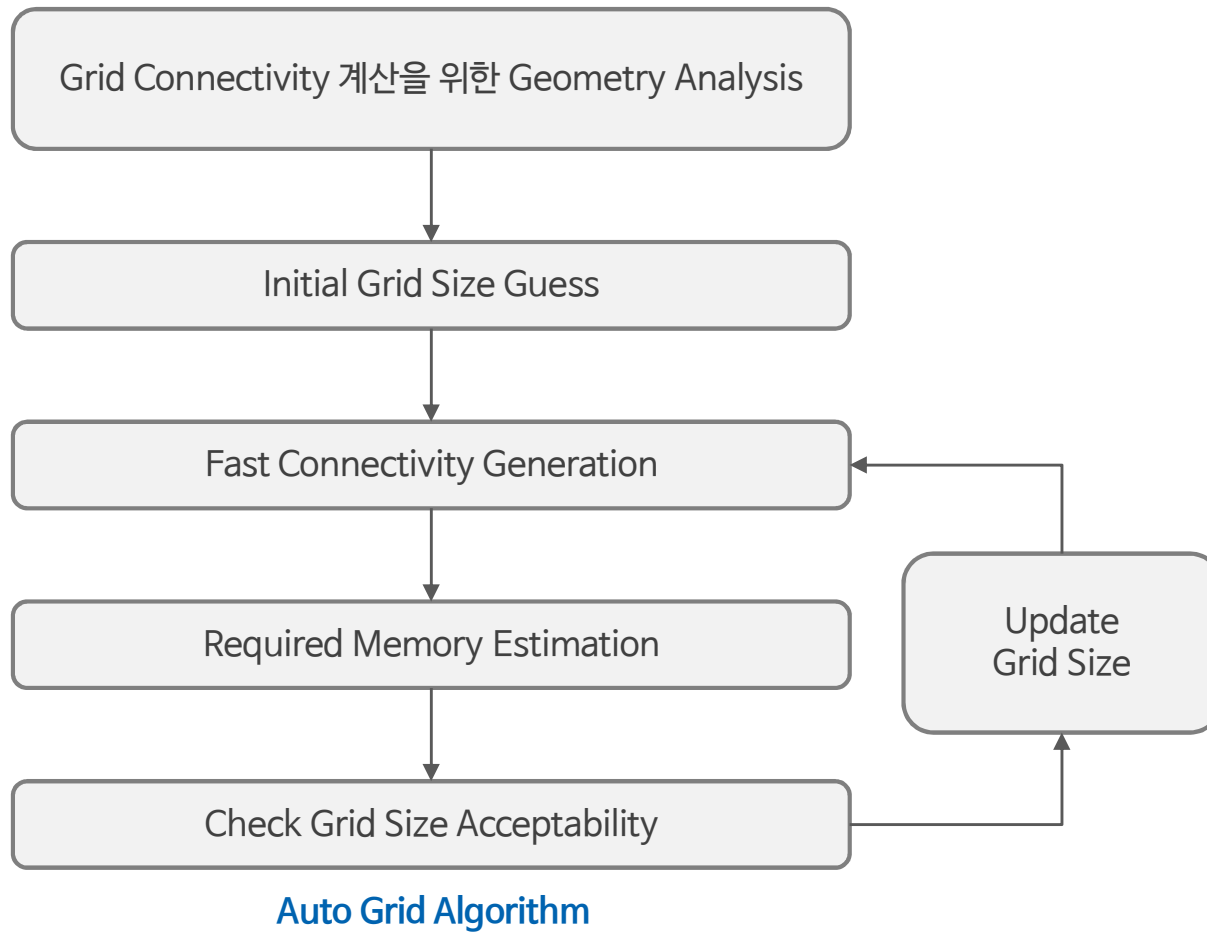 Grid Connectivity 계산을 위한 Geometry Analysis
Initial Grid Size Guess
Fast Connectivity Generation
Required Memory Estimation
Update
Grid Size
Check Grid Size Acceptability
Auto Grid Algorithm